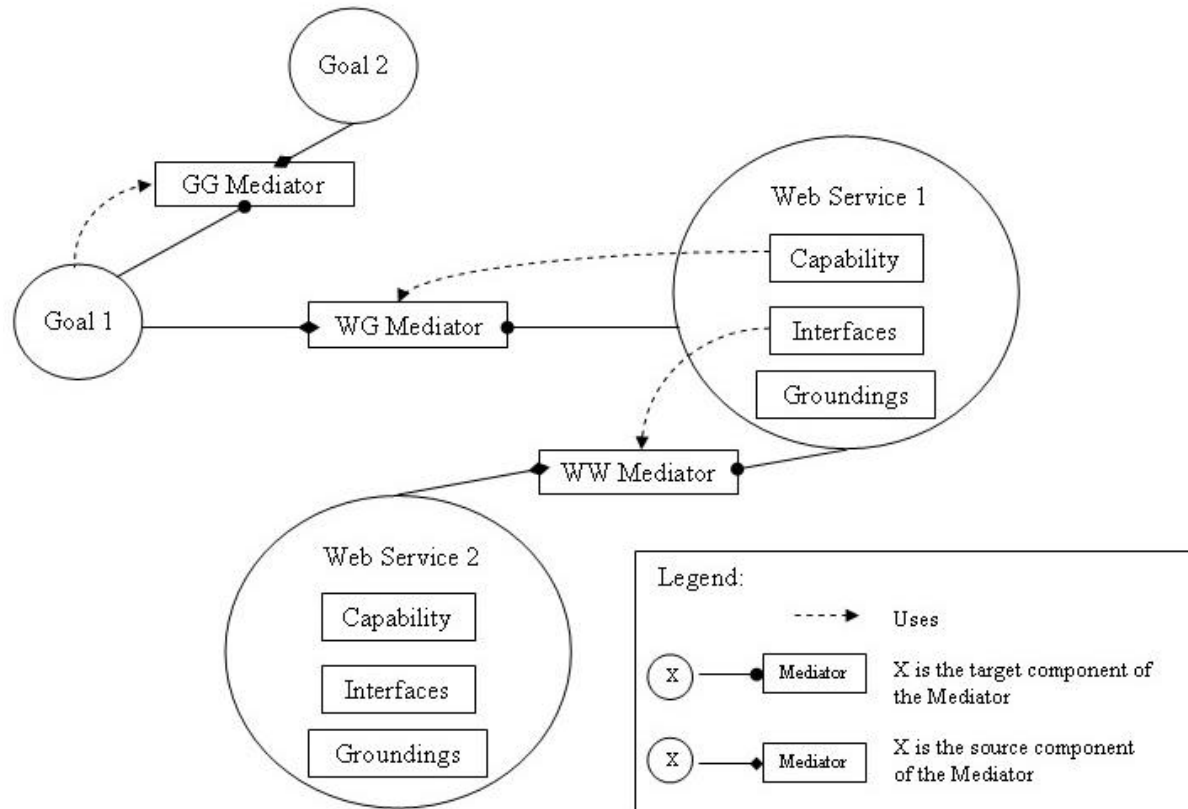 Goal 2
GG Mediator
Goal 1
WG Mediator
Web Service 1
Capability
Interfaces
Groundings
WW Mediator
Web Service 2
Capability
Interfaces
Groundings
Legend:
Uses
X
Mediator
X is the target component of
the Mediator
X
Mediator
X is the source component
of the Mediator